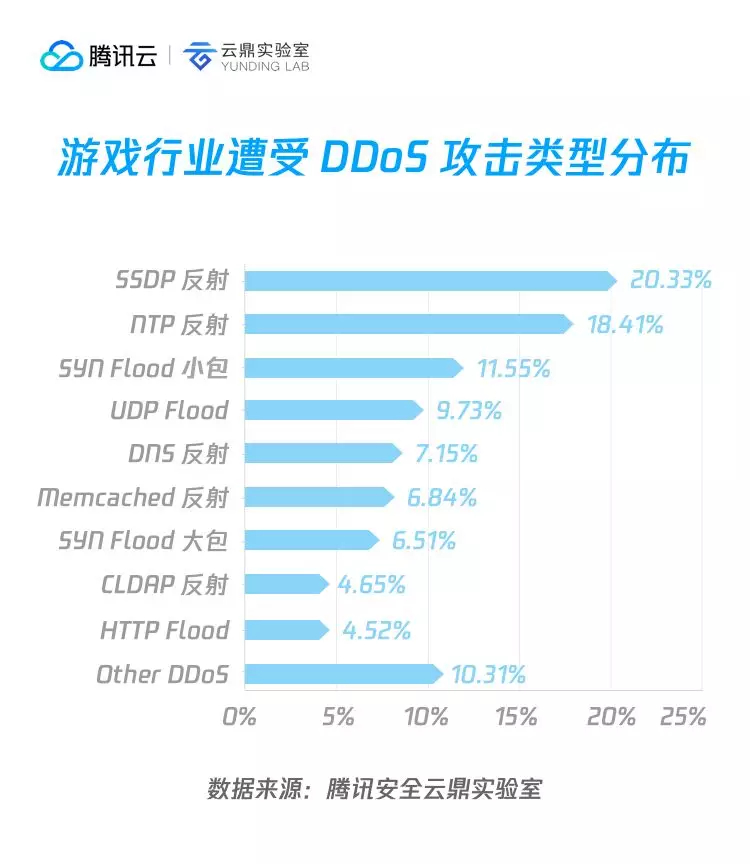 腾讯云 | 云鼎实验室
YUNDING LAB
游戏行业遭受 DDoS 攻击类型分布
SSDP 反射 20.33%
NTP 反射 18.41%
SYN Flood 小包 11.55%
UDP Flood 9.73%
DNS 反射 7.15%
Memcached 反射 6.84%
SYN Flood 大包 6.51%
CLDAP 反射 4.65%
HTTP Flood 4.52%
Other DDoS 10.31%
0% 5% 10% 15% 20% 25%
数据来源：腾讯安全云鼎实验室